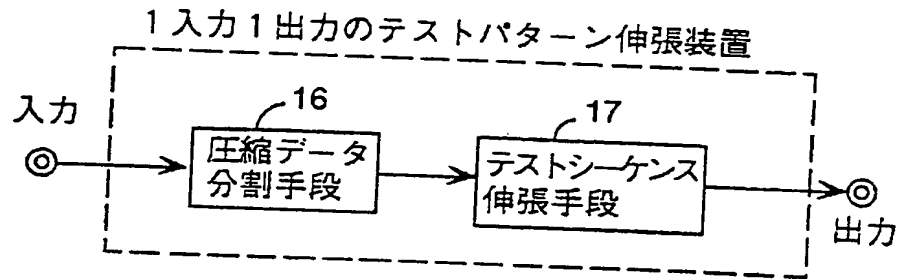 1入力1出力のテストパターン伸張装置
入力
16
圧縮データ
分割手段
17
テストシーケンス
伸張手段
出力